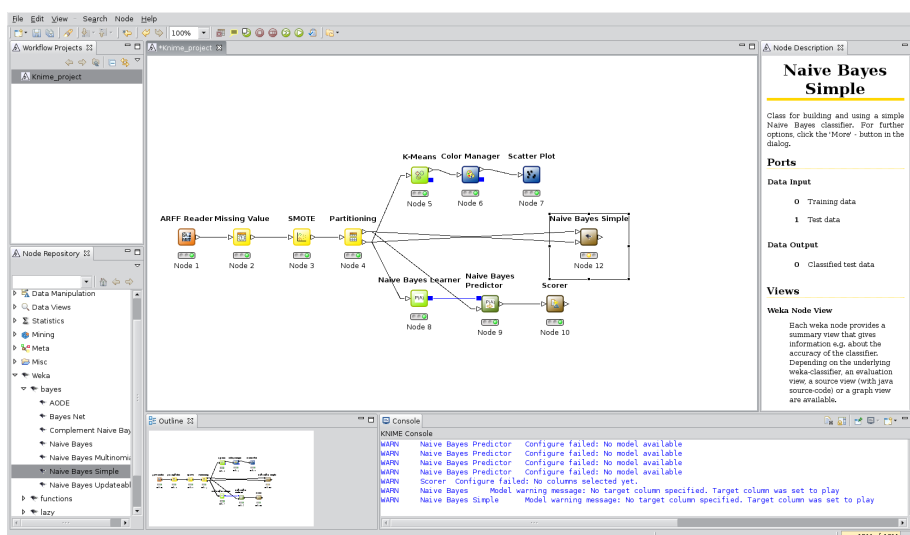 File Edit View Search Node Help
100%
Workflow Projects
Knime_project
*Knime_project
K-Means Color Manager Scatter Plot
Node 5 Node 6 Node 7
ARFF Reader Missing Value SMOTE Partitioning Naive Bayes Simple
Node 1 Node 2 Node 3 Node 4 Node 12
Naive Bayes Learner Naive Bayes Predictor Scorer
Node 8 Node 9 Node 10
Node Description
Naive Bayes
Simple
Class for building and using a simple
Naive Bayes classifier. For further
options, click the 'More' - button in the
dialog.
Ports
Data Input
0 Training data
1 Test data
Data Output
0 Classified test data
Views
Weka Node View
Each weka node provides a
summary view that gives
information e.g. about the
accuracy of the classifier.
Depending on the underlying
weka-classifier, an evaluation
view, a source view (with java
source-code) or a graph view
are available.
Node Repository
Data Manipulation
Data Views
Statistics
Mining
Meta
Misc
Weka
bayes
AODE
Bayes Net
Complement Naive Bay
Naive Bayes
Naive Bayes Multinomia
Naive Bayes Simple
Naive Bayes Updateabl
functions
lazy
Outline
Console
KNIME Console
WARN Naive Bayes Predictor Configure failed: No model available
WARN Naive Bayes Predictor Configure failed: No model available
WARN Naive Bayes Predictor Configure failed: No model available
WARN Naive Bayes Predictor Configure failed: No model available
WARN Scorer Configure failed: No columns selected yet.
WARN Naive Bayes Model warning message: No target column specified. Target column was set to play
WARN Naive Bayes Simple Model warning message: No target column specified. Target column was set to play